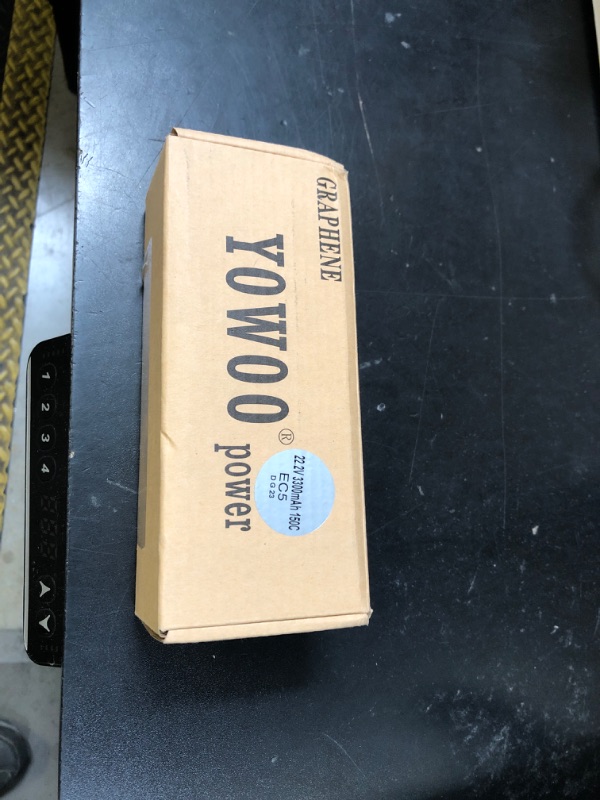 GRAPHENE
YOWOO®
power
22.2V 3300mAh 150C
EC5
DG23
1
2
3
4